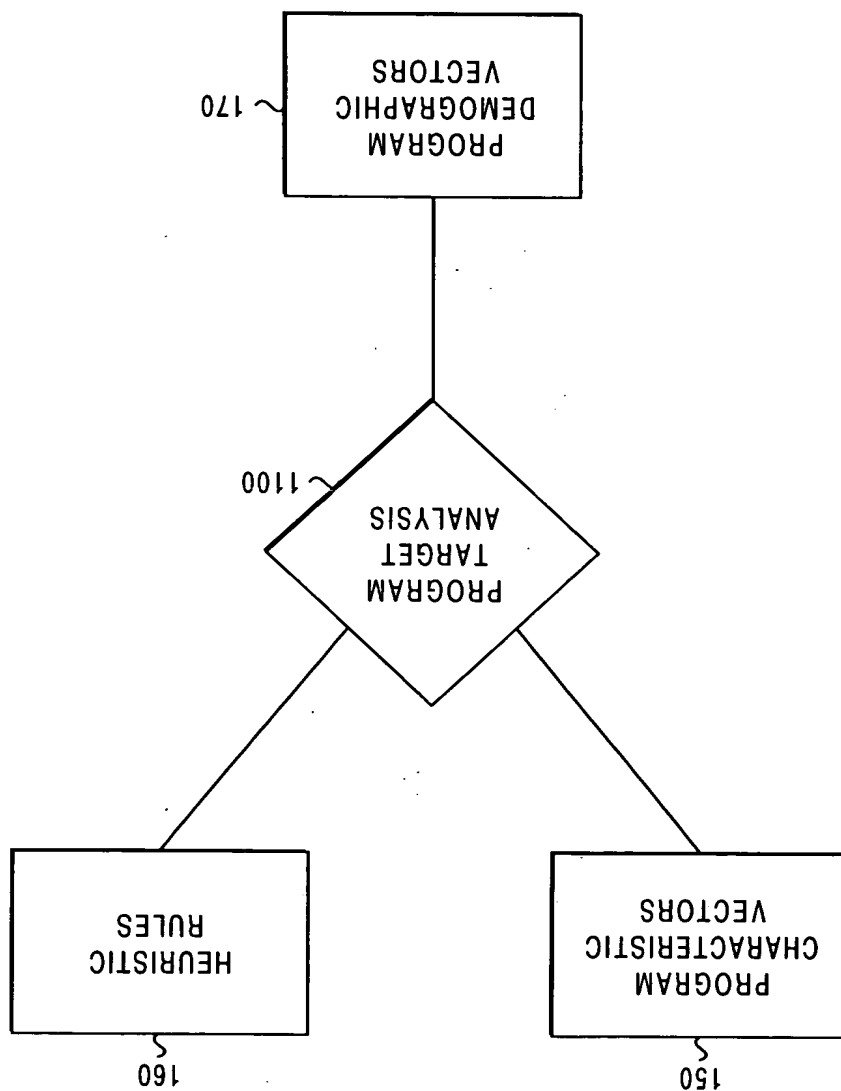 150
160
PROGRAM
CHARACTERISTIC
VECTORS
HEURISTIC
RULES
PROGRAM
TARGET
ANALYSIS
1100
PROGRAM
DEMOGRAPHIC
VECTORS
170